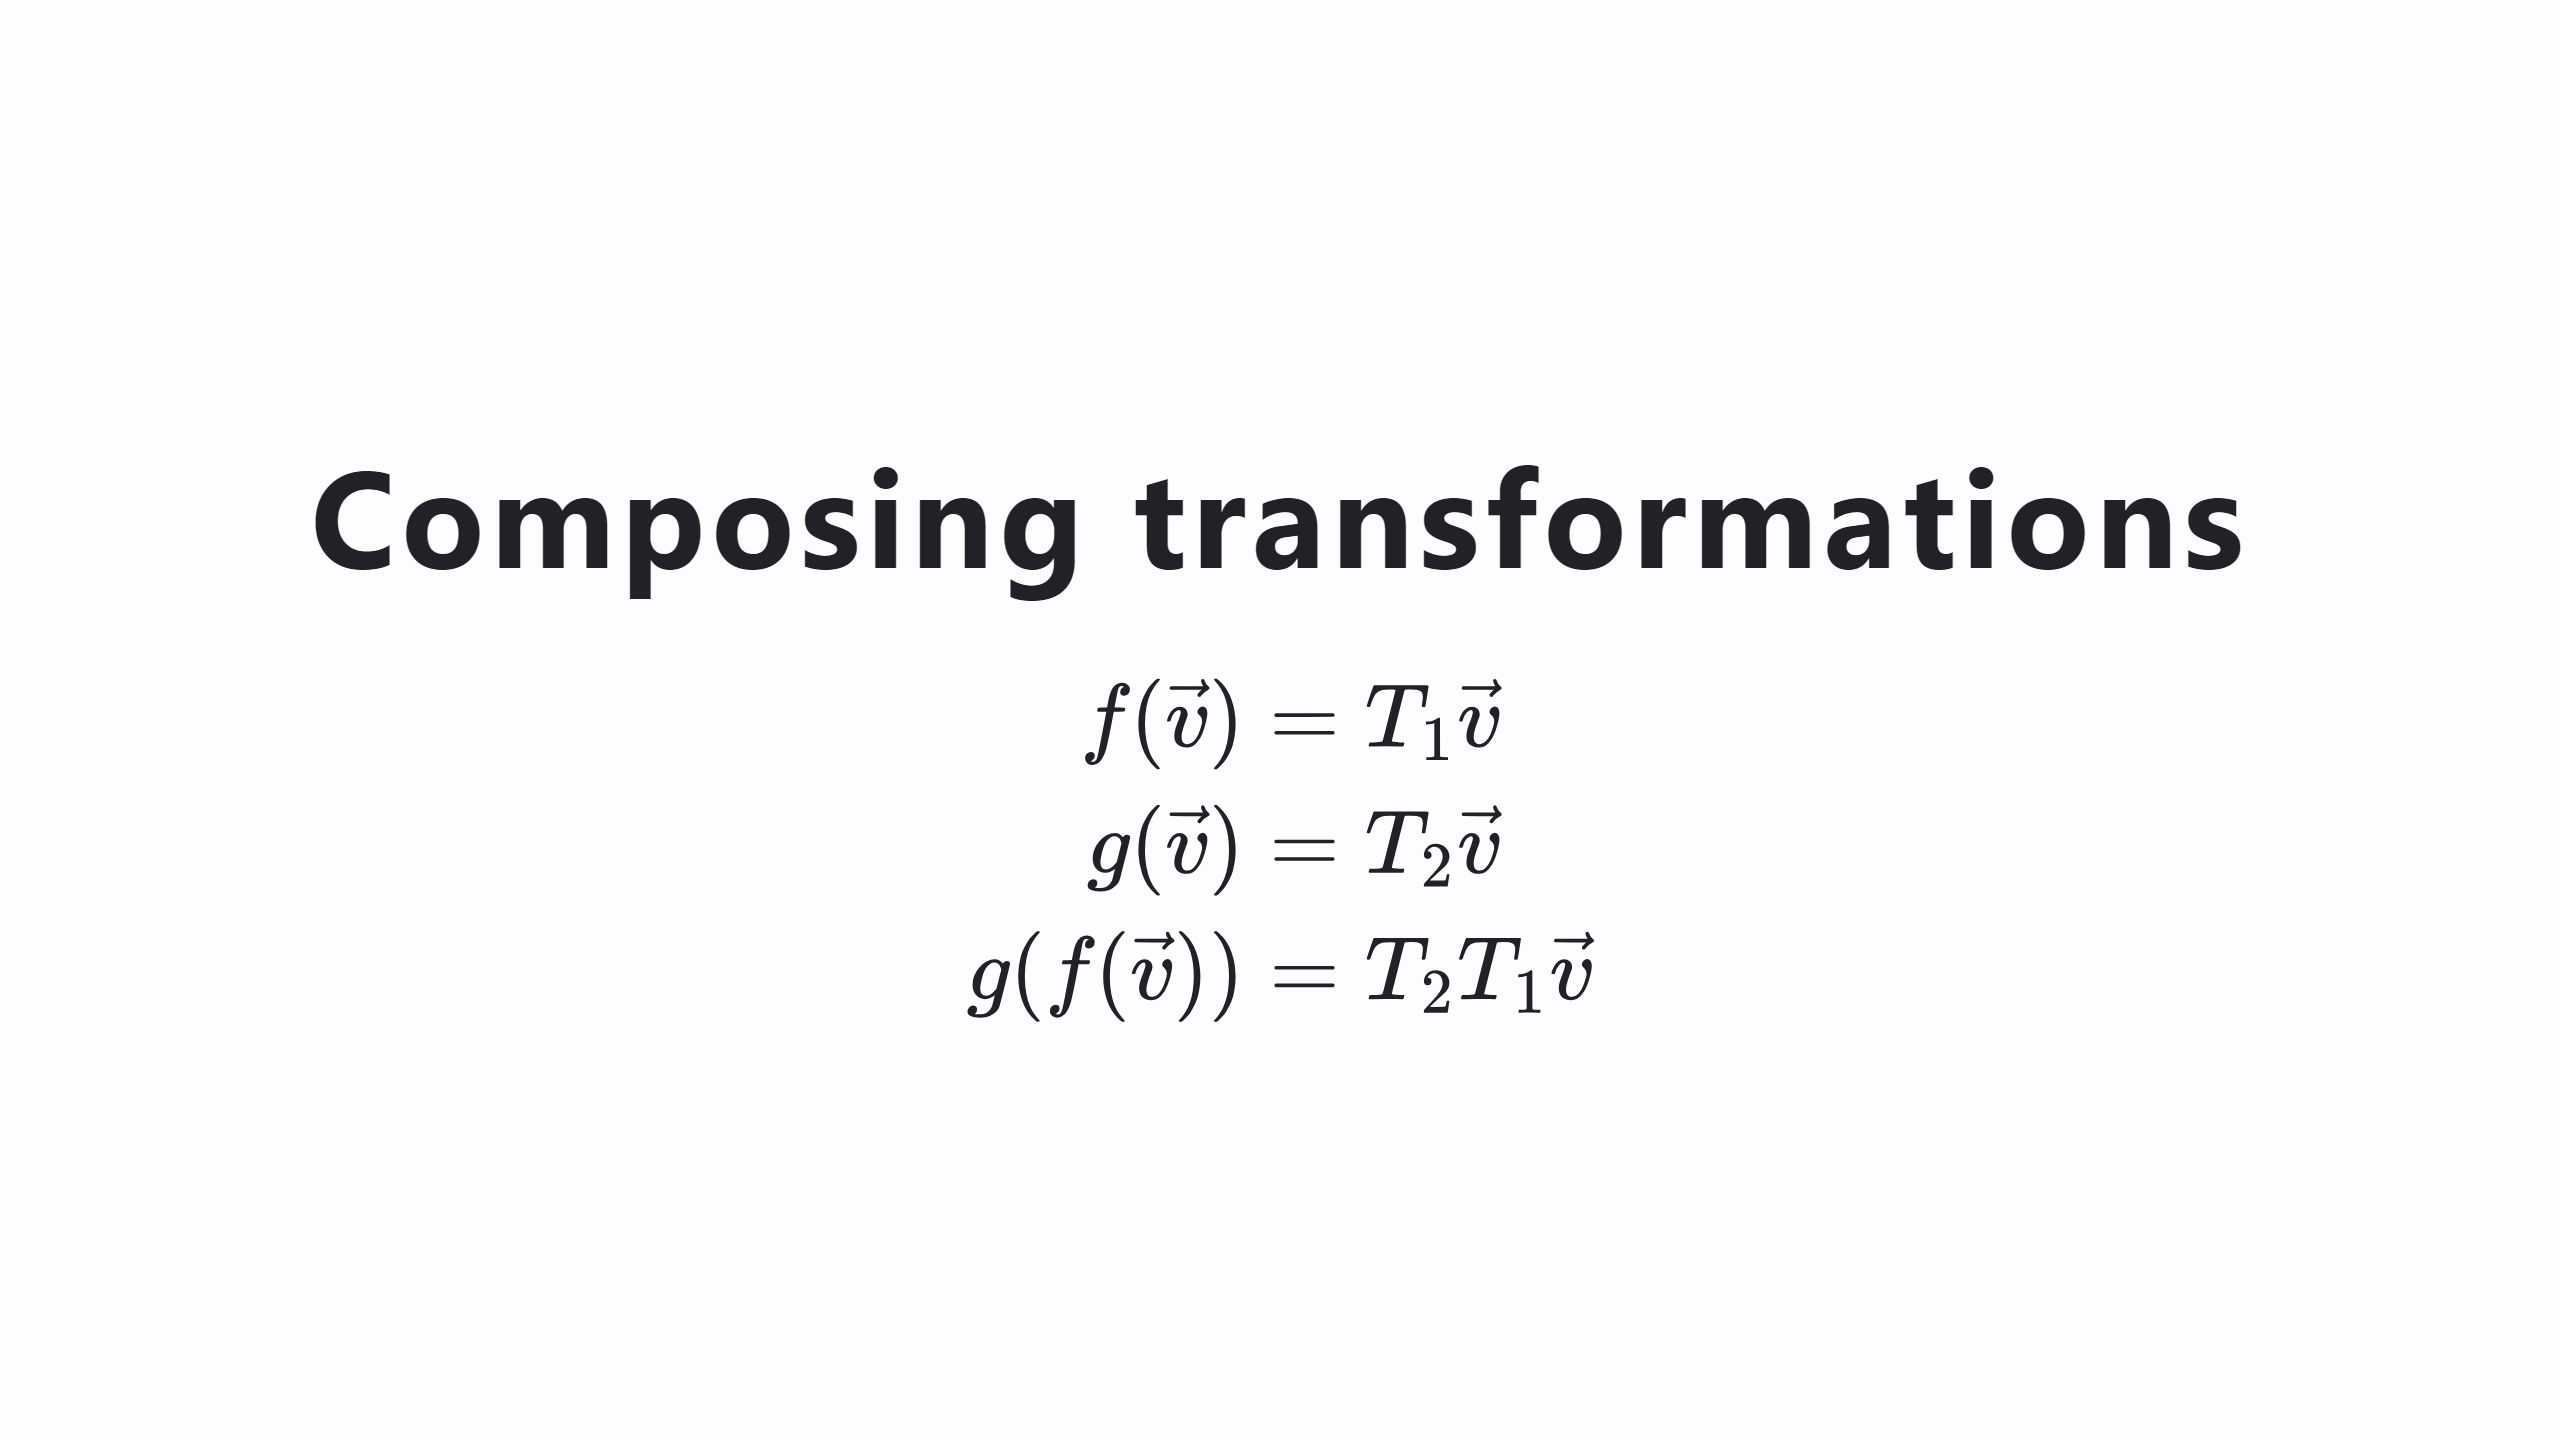 Composing transformations
f(v⃗) = T₁v⃗
g(v⃗) = T₂v⃗
g(f(v⃗)) = T₂T₁v⃗